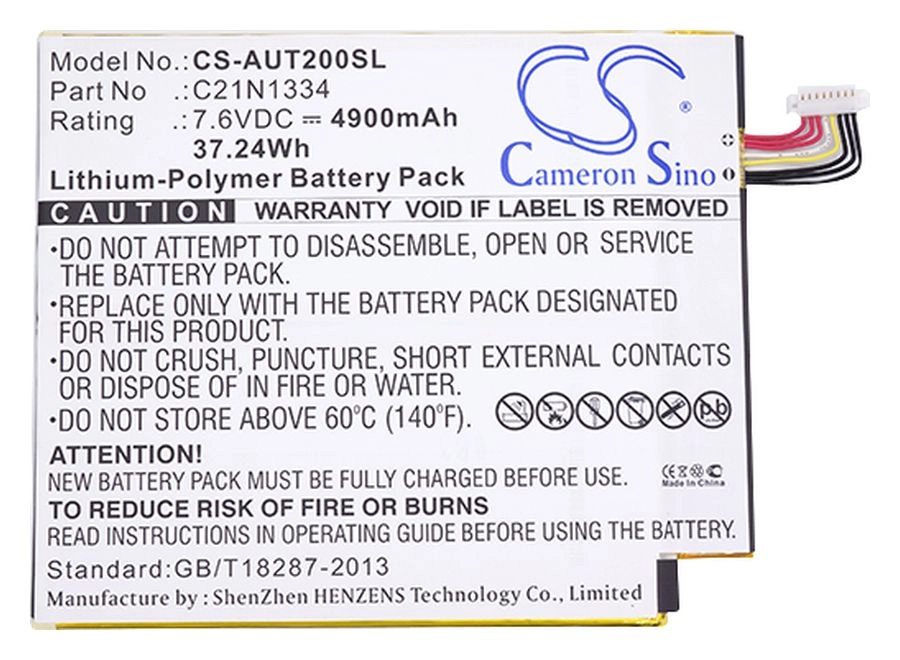 Model No.:CS-AUT200SL
Part No .:C21N1334
Rating .:7.6VDC ⎓ 4900mAh
37.24Wh
Lithium-Polymer Battery Pack
CS ®
Cameron Sino
CAUTION WARRANTY VOID IF LABEL IS REMOVED
•DO NOT ATTEMPT TO DISASSEMBLE, OPEN OR SERVICE
THE BATTERY PACK.
•REPLACE ONLY WITH THE BATTERY PACK DESIGNATED
FOR THIS PRODUCT.
•DO NOT CRUSH, PUNCTURE, SHORT EXTERNAL CONTACTS
OR DISPOSE OF IN FIRE OR WATER.
•DO NOT STORE ABOVE 60°C (140°F).
Pb
ATTENTION:
NEW BATTERY PACK MUST BE FULLY CHARGED BEFORE USE.
CE
Made In China
TO REDUCE RISK OF FIRE OR BURNS
READ INSTRUCTIONS IN OPERATING GUIDE BEFORE USING THE BATTERY.
Standard:GB/T18287-2013
Manufactured by : ShenZhen HENZENS Technology Co., Limited